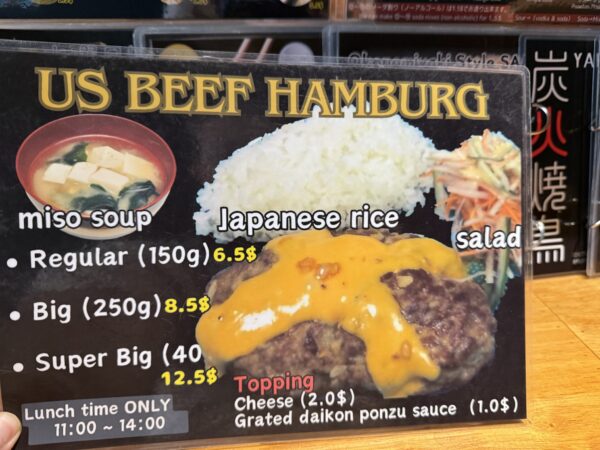 US BEEF HAMBURG
miso soup
Japanese rice
salad
• Regular (150g) 6.5$
• Big (250g) 8.5$
• Super Big (40
12.5$
Topping
Cheese (2.0$)
Grated daikon ponzu sauce (1.0$)
Lunch time ONLY
11:00 ~ 14:00
炭火焼鳥
YA